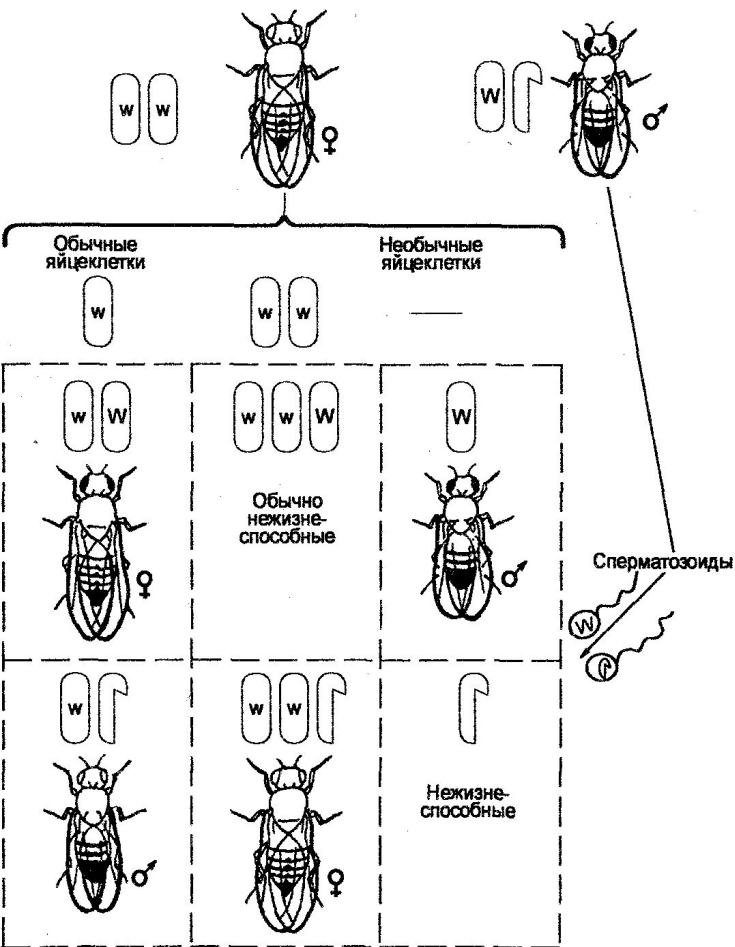 w w
♀
W
♂
Обычные
яйцеклетки
Необычные
яйцеклетки
w
w w
w W
w w W
W
♀
Обычно
нежизне-
способные
♂
Сперматозоиды
W
w
w w
♂
♀
Нежизне-
способные